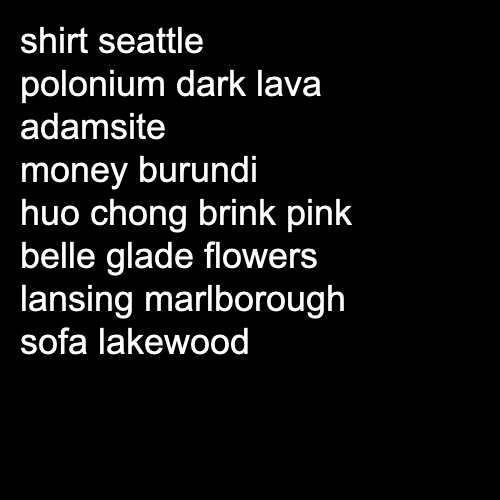 shirt seattle
polonium dark lava
adamsite
money burundi
huo chong brink pink
belle glade flowers
lansing marlborough
sofa lakewood